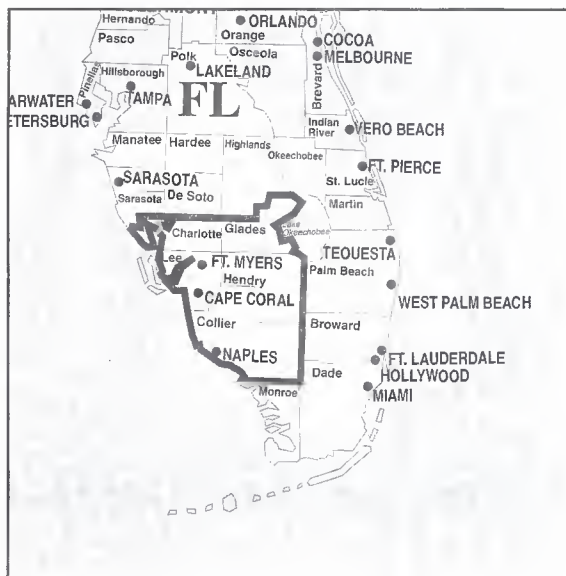 Hernando
ORLANDO
Orange
Pasco
COCOA
Osceola
Polk
MELBOURNE
LAKELAND
Hillsborough
Pinellas
Brevard
TAMPA
FL
ARWATER
ETERSBURG
Indian
River
VERO BEACH
Manatee
Hardee
Highlands
Okeechobee
FT. PIERCE
St. Lucie
SARASOTA
Sarasota
De Soto
Martin
Charlotte
Glades
Lake
Okeechobee
TEQUESTA
Lee
FT. MYERS
Palm Beach
Hendry
CAPE CORAL
WEST PALM BEACH
Collier
Broward
NAPLES
FT. LAUDERDALE
HOLLYWOOD
Dade
MIAMI
Monroe